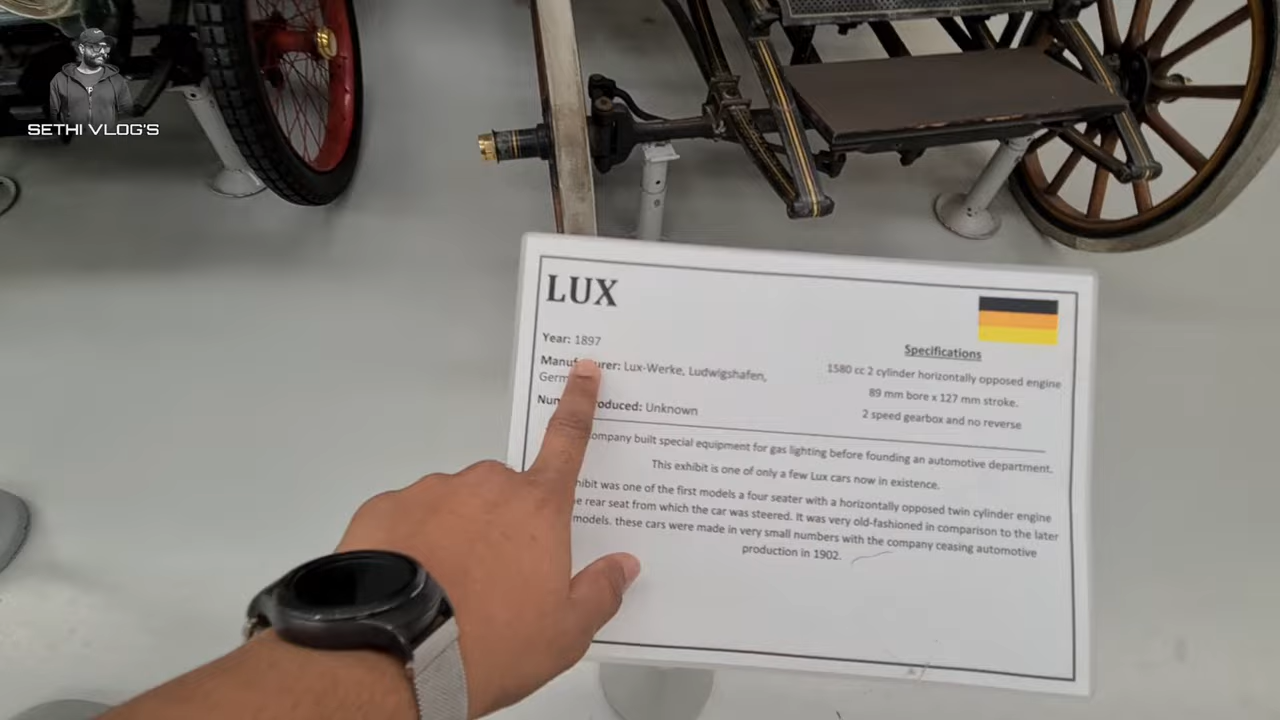 SETHI VLOG'S
LUX
Year: 1897
Lux-Werke, Ludwigshafen,
Unknown
Specifications
1580 cc 2 cylinder horizontally opposed engine
89 mm bore x 127 mm stroke.
2 speed gearbox and no reverse
company built special equipment for gas lighting before founding an automotive department.
This exhibit is one of only a few Lux cars now in existence.
was one of the first models a four seater with a horizontally opposed twin cylinder engine
rear seat from which the car was steered. It was very old-fashioned in comparison to the later
models. these cars were made in very small numbers with the company ceasing automotive
production in 1902.